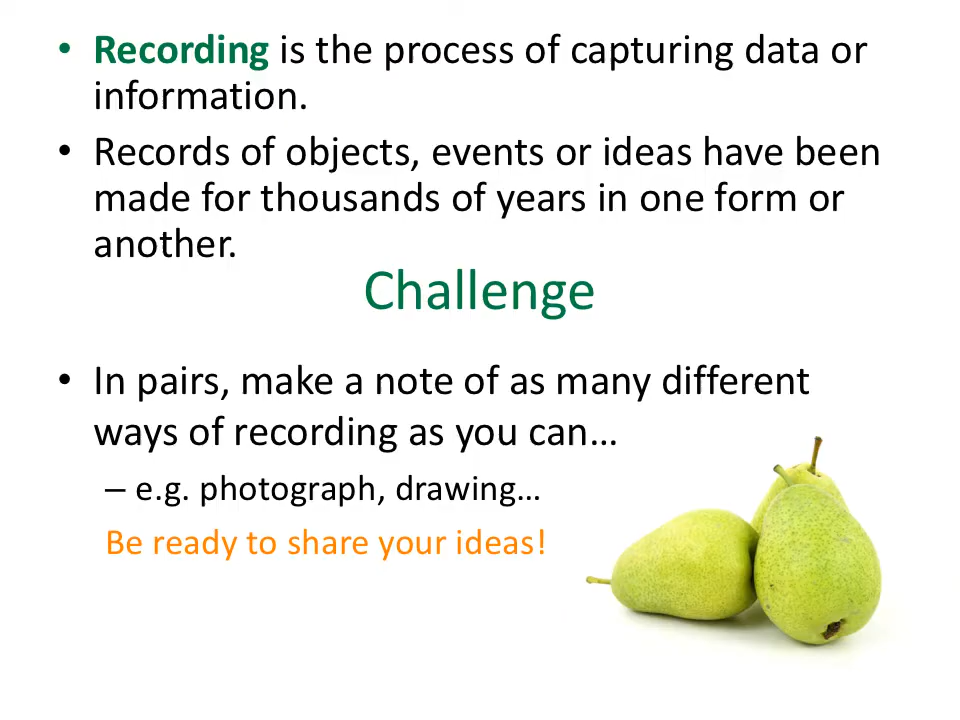 • Recording is the process of capturing data or
information.
• Records of objects, events or ideas have been
made for thousands of years in one form or
another.
Challenge
• In pairs, make a note of as many different
ways of recording as you can…
– e.g. photograph, drawing…
Be ready to share your ideas!